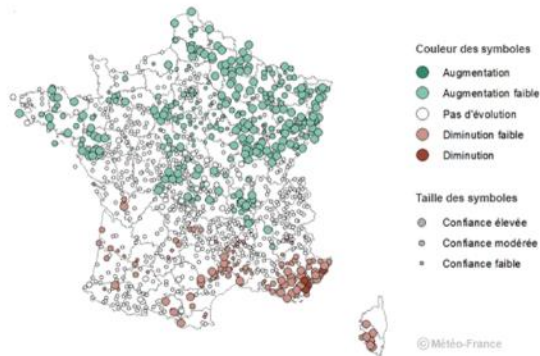 Couleur des symboles
Augmentation
Augmentation faible
Pas d'évolution
Diminution faible
Diminution
Taille des symboles
Confiance élevée
Confiance modérée
Confiance faible
© Météo-France